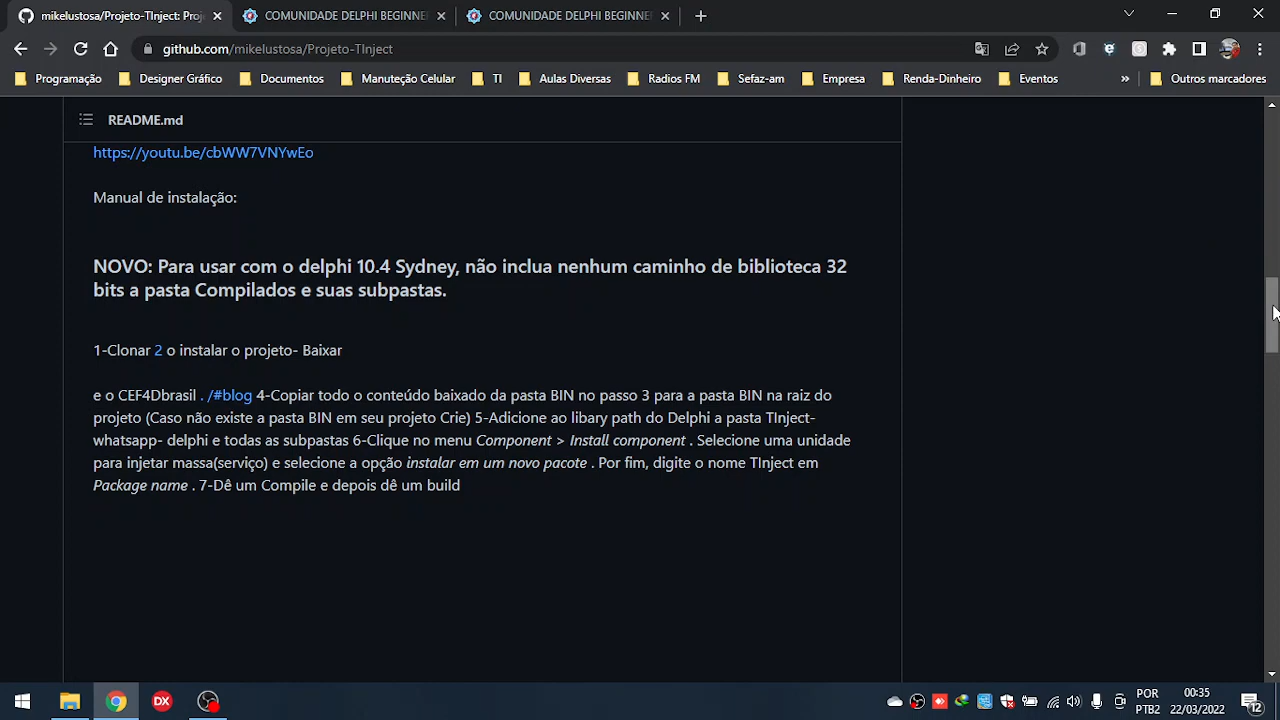 mikelustosa/Projeto-TInject: Proj
COMUNIDADE DELPHI BEGINNER
COMUNIDADE DELPHI BEGINNER
github.com/mikelustosa/Projeto-TInject
Programação
Designer Gráfico
Documentos
Manuteção Celular
TI
Aulas Diversas
Radios FM
Sefaz-am
Empresa
Renda-Dinheiro
Eventos
»
Outros marcadores
README.md
https://youtu.be/cbWW7VNYwEo
Manual de instalação:
NOVO: Para usar com o delphi 10.4 Sydney, não inclua nenhum caminho de biblioteca 32
bits a pasta Compilados e suas subpastas.
1-Clonar 2 o instalar o projeto- Baixar
e o CEF4Dbrasil . /#blog 4-Copiar todo o conteúdo baixado da pasta BIN no passo 3 para a pasta BIN na raiz do
projeto (Caso não existe a pasta BIN em seu projeto Crie) 5-Adicione ao libary path do Delphi a pasta TInject-
whatsapp- delphi e todas as subpastas 6-Clique no menu Component > Install component . Selecione uma unidade
para injetar massa(serviço) e selecione a opção instalar em um novo pacote . Por fim, digite o nome TInject em
Package name . 7-Dê um Compile e depois dê um build
DX
POR
PTB2
00:35
22/03/2022
12